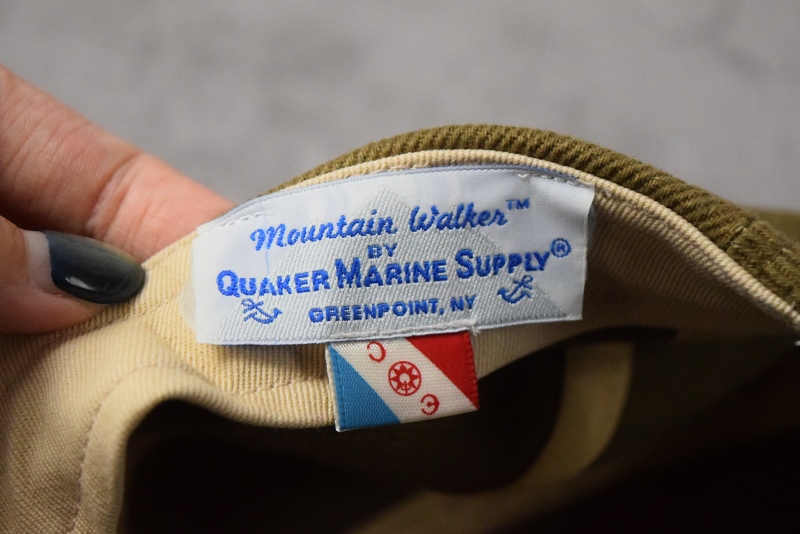 Mountain Walker™
BY
QUAKER MARINE SUPPLY®
GREENPOINT, NY
C
C